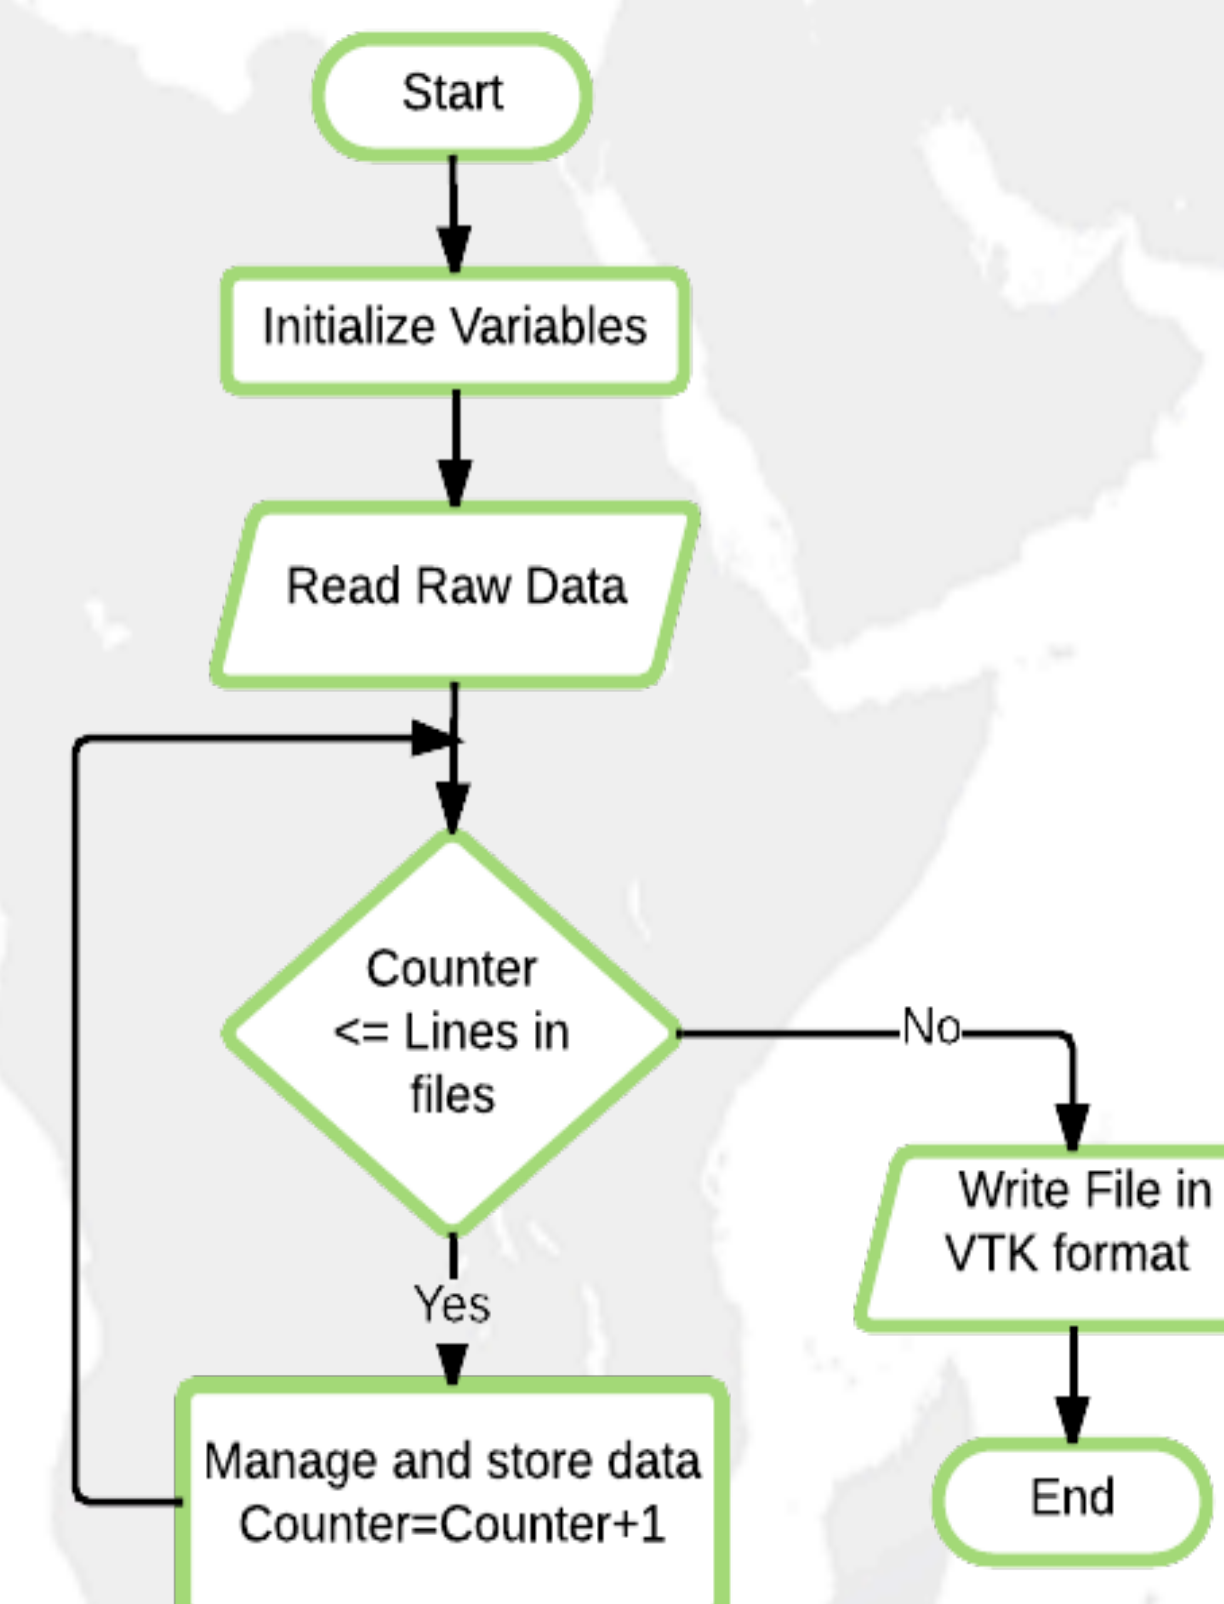 Start
Initialize Variables
Read Raw Data
Counter
<= Lines in
files
No
Yes
Write File in
VTK format
Manage and store data
Counter=Counter+1
End